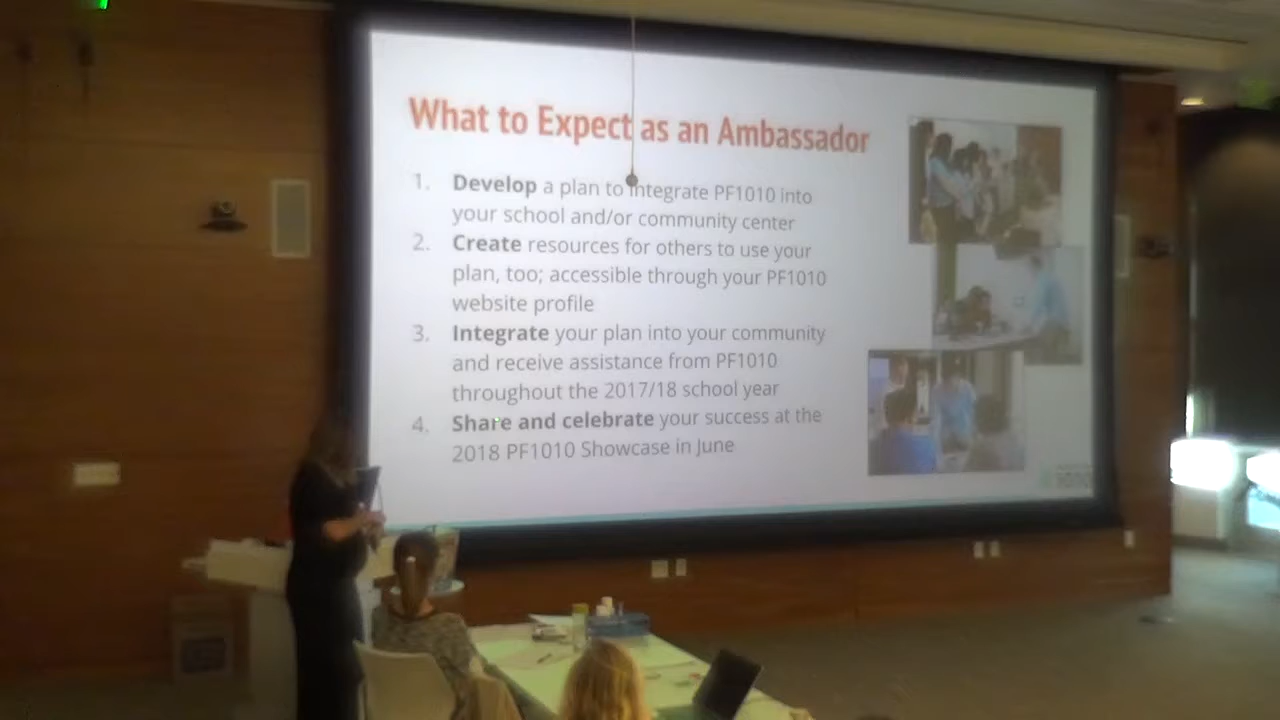 What to Expect as an Ambassador
1. Develop a plan to integrate PF1010 into
your school and/or community center
2. Create resources for others to use your
plan, too; accessible through your PF1010
website profile
3. Integrate your plan into your community
and receive assistance from PF1010
throughout the 2017/18 school year
4. Share and celebrate your success at the
2018 PF1010 Showcase in June